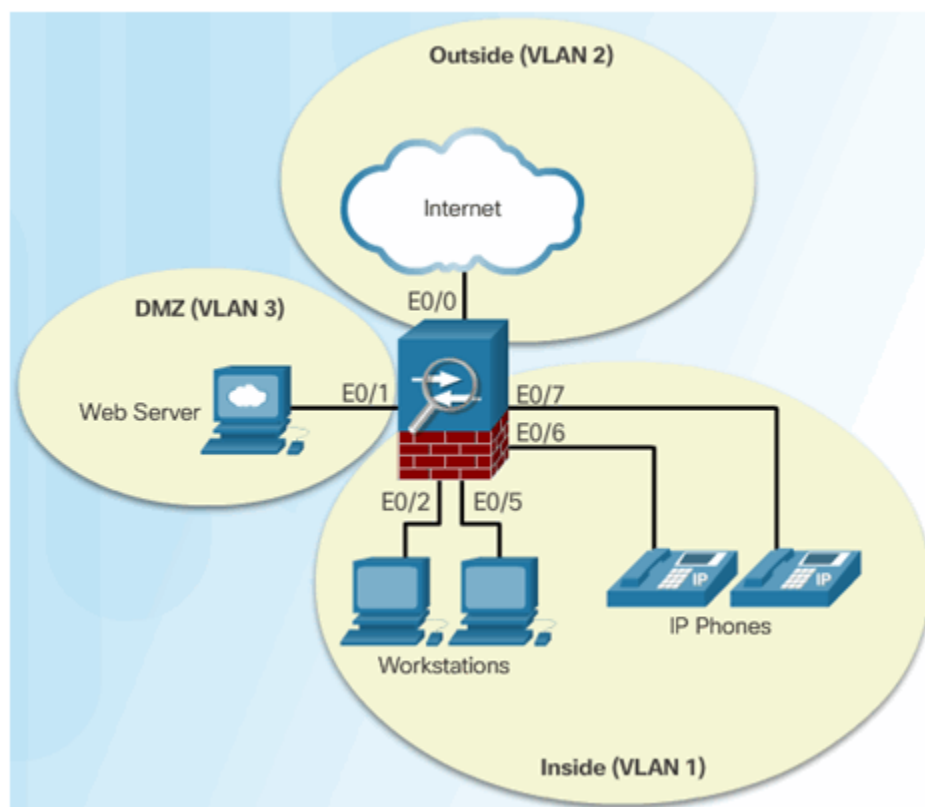 Outside (VLAN 2)
Internet
E0/0
DMZ (VLAN 3)
Web Server
E0/1
E0/7
E0/6
E0/2
E0/5
IP
IP
IP Phones
Workstations
Inside (VLAN 1)